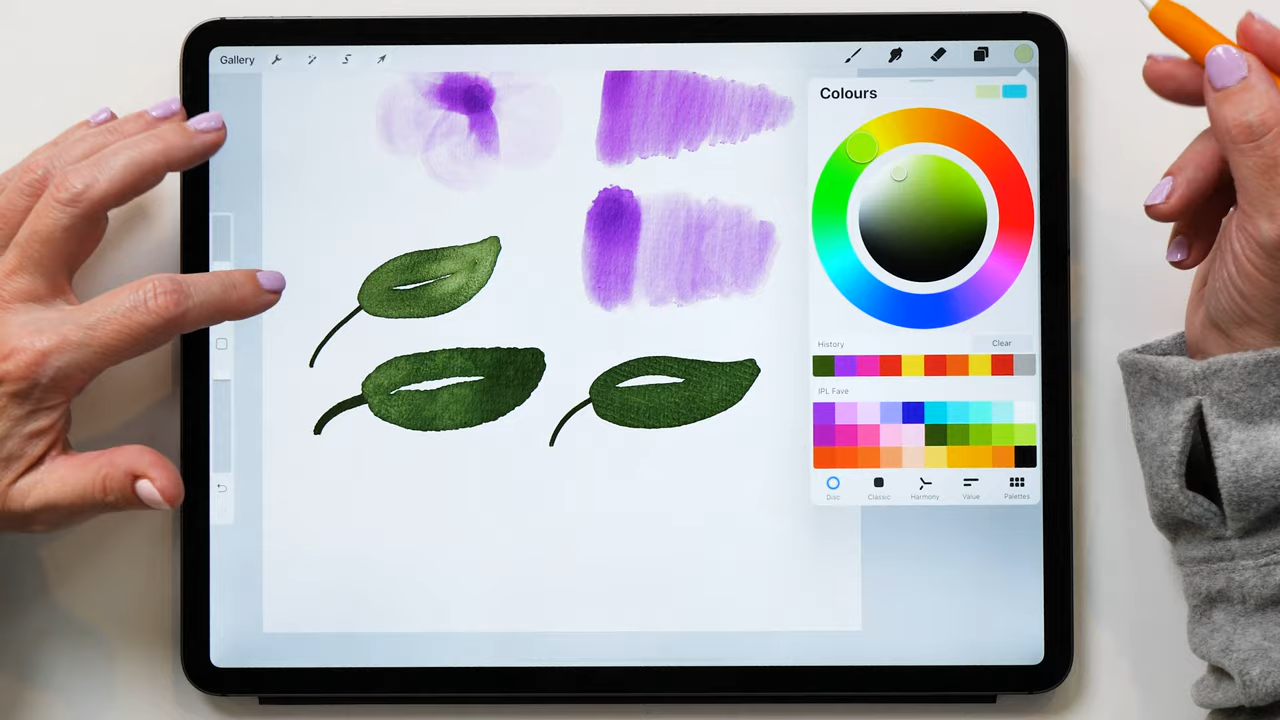 Gallery
Colours
History
Clear
IPL Fave
Disc
Classic
Harmony
Value
Palettes